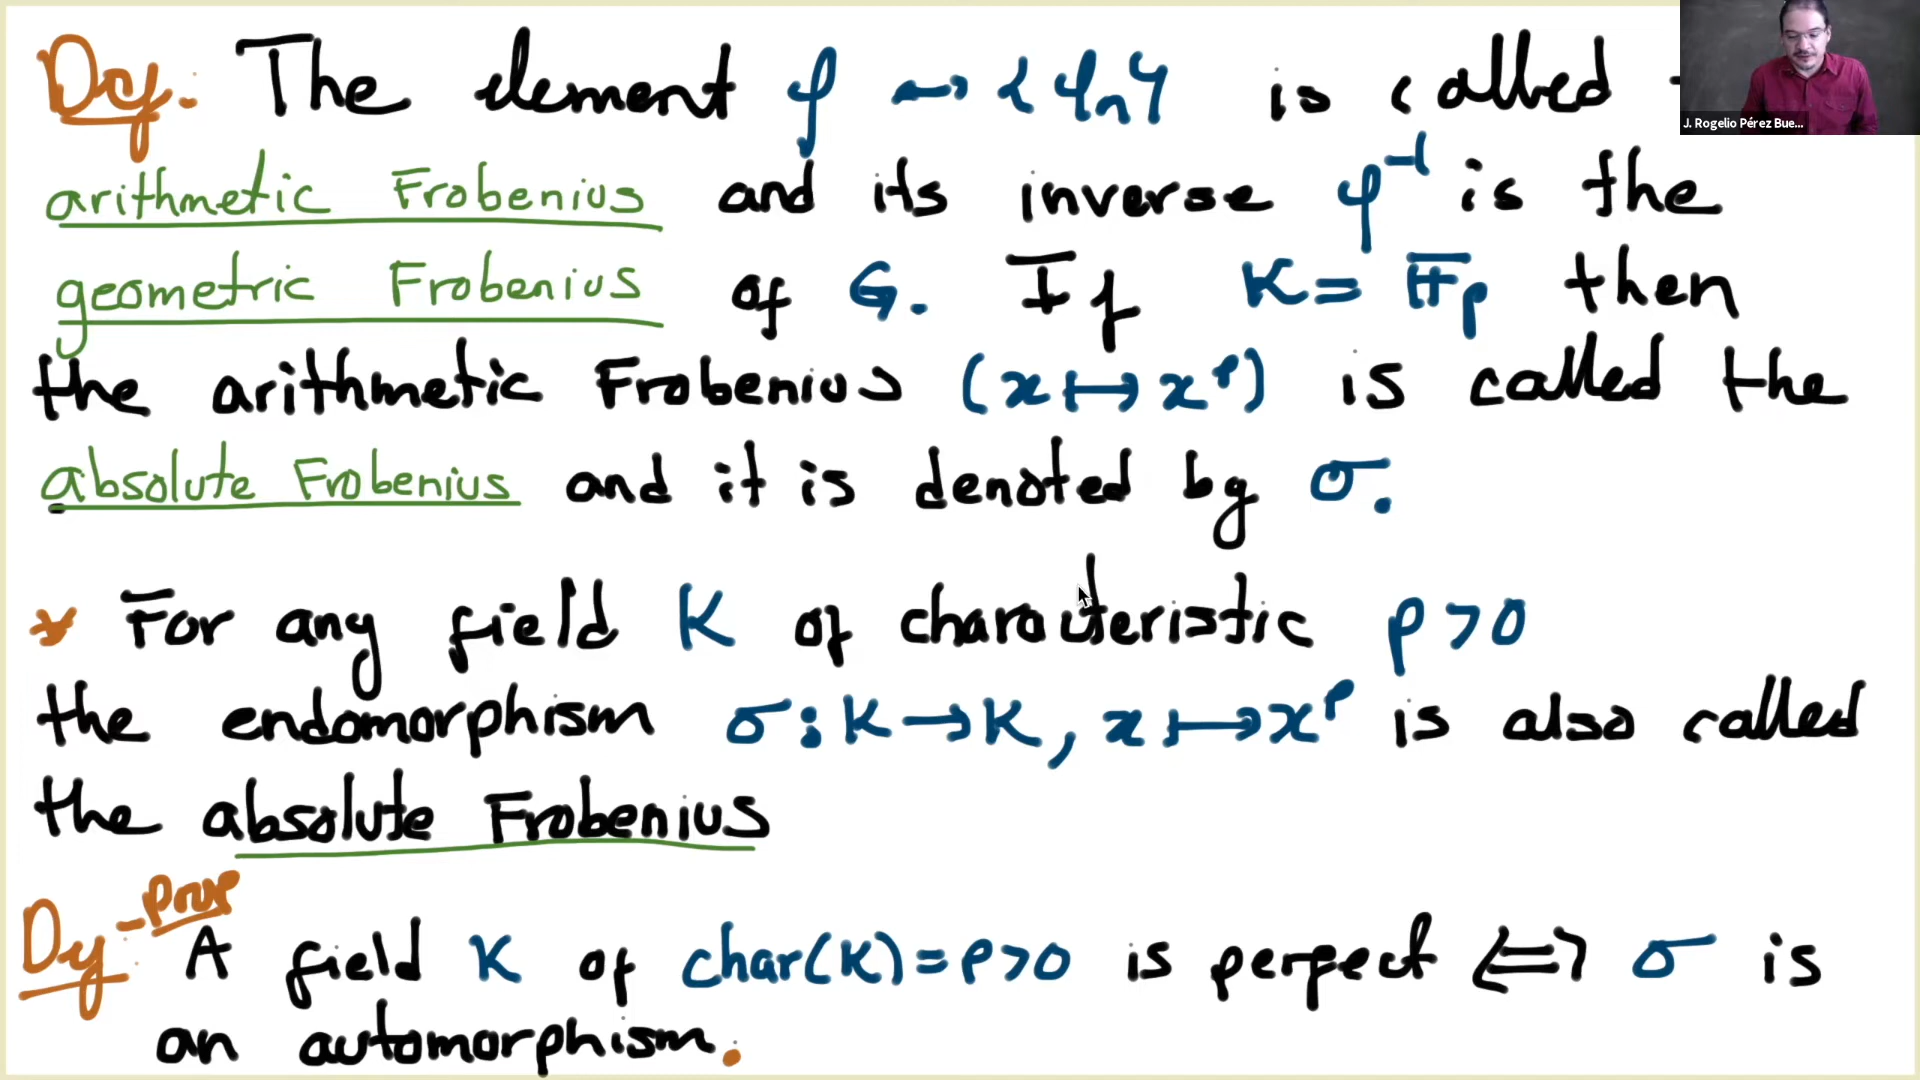 Def. The element φ ↭ {φn} is called
J. Rogelio Pérez Bue...
arithmetic Frobenius and its inverse φ⁻¹ is the
geometric Frobenius of G. If K = F̅p then
the arithmetic Frobenius (x ↦ xᵖ) is called the
absolute Frobenius and it is denoted by σ.
* For any field K of characteristic p > 0
the endomorphism σ: K → K, x ↦ xᵖ is also called
the absolute Frobenius
Def-Prop A field K of char(K) = p > 0 is perfect ⟺ σ is
an automorphism.